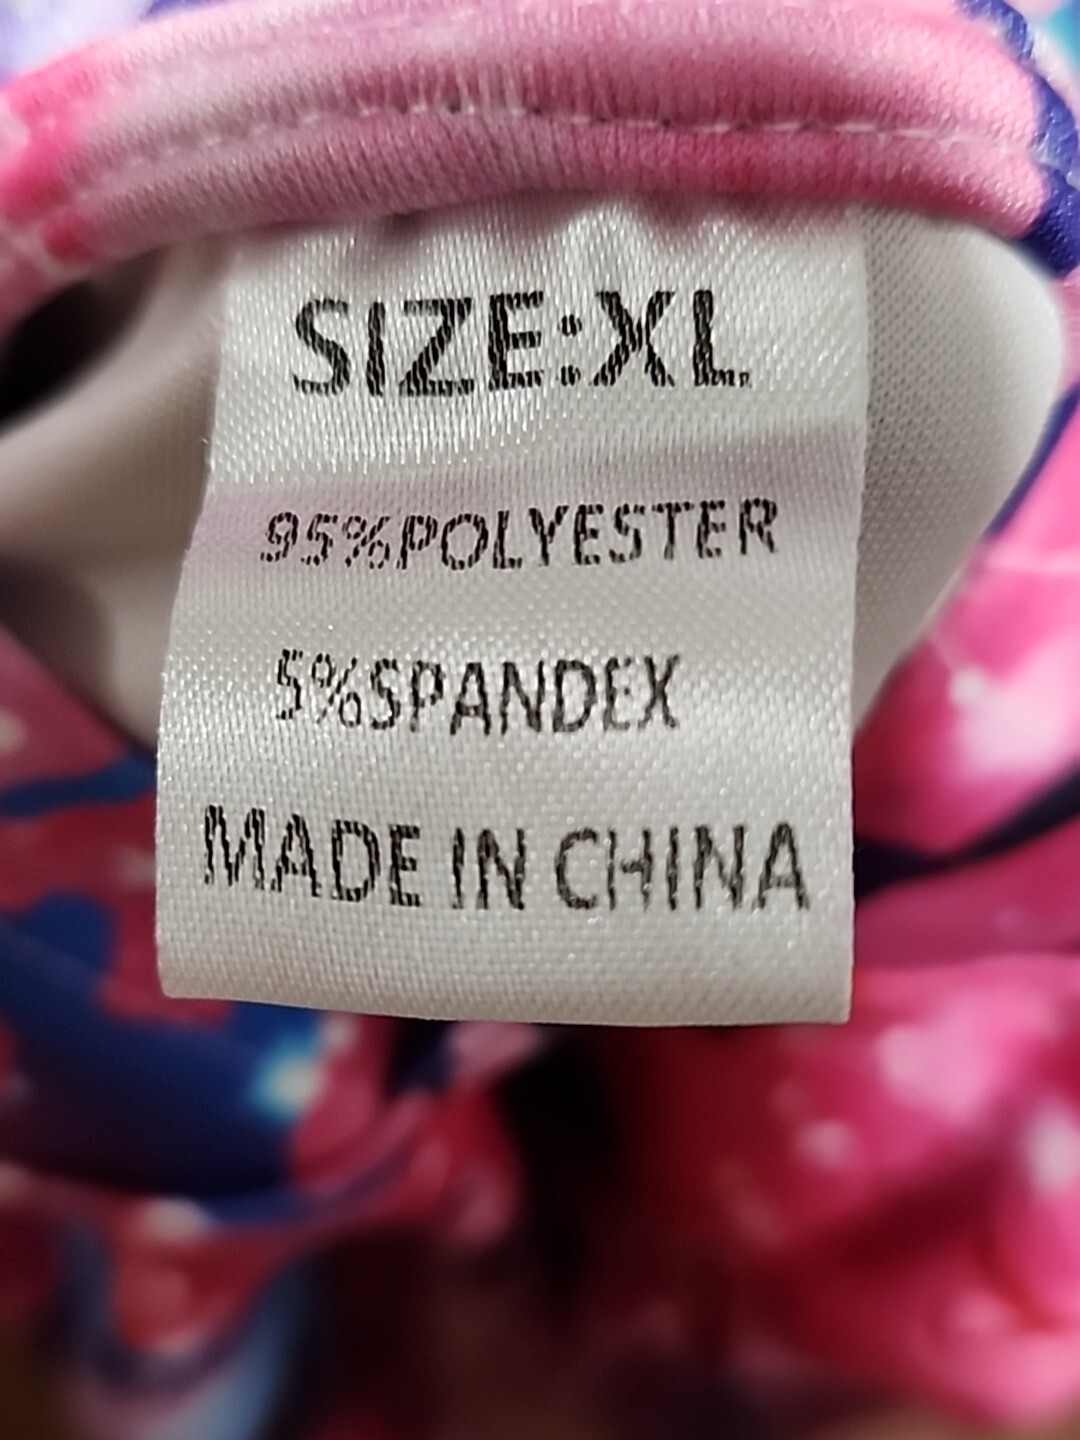 SIZE:XL
95%POLYESTER
5%SPANDEX
MADE IN CHINA